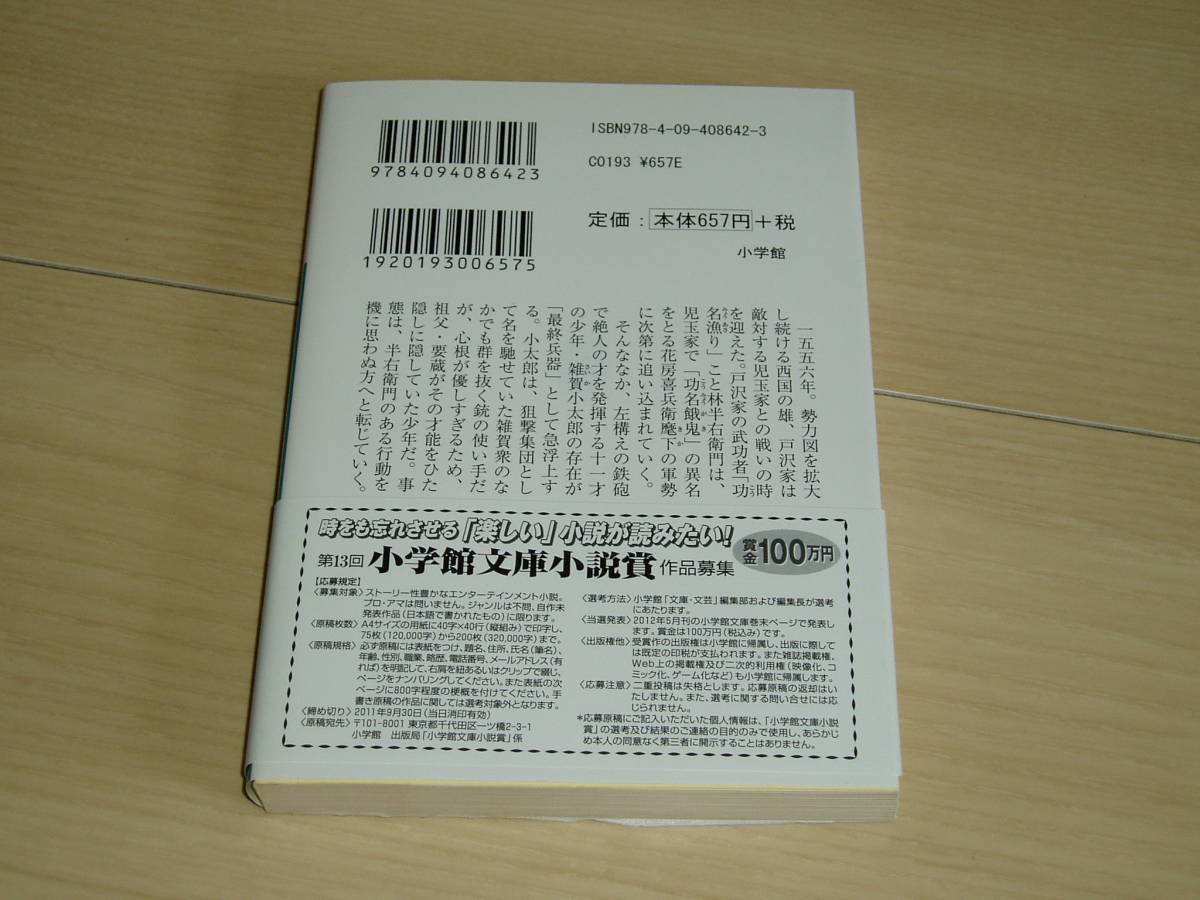 ISBN978-4-09-408642-3
9784094086423
C0193 ¥657E
1920193006575
定価：本体657円＋税
小学館
一五五六年。勢力図を拡大
し続ける西国の雄、戸沢家は
敵対する児玉家との戦いの時
を迎えた。戸沢家の武功者「功
名漁り」こと林半右衛門は、
児玉家で「功名餓鬼」の異名
をとる花房喜兵衛麾下の軍勢
に次第に追い込まれていく。
そんななか、左構えの鉄砲
で絶人の才を発揮する十一才
の少年・雑賀小太郎の存在が
「最終兵器」として急浮上す
る。小太郎は、狙撃集団とし
て名を馳せていた雑賀衆のな
かでも群を抜く銃の使い手だ
が、心根が優しすぎるため、
祖父・要蔵がその才能をひた
隠しに隠していた少年だ。事
態は、半右衛門のある行動を
機に思わぬ方へと転じていく。
時をも忘れさせる「楽しい」小説が読みたい!
第13回 小学館文庫小説賞 作品募集
賞金100万円
【応募規定】
〈募集対象〉ストーリー性豊かなエンターテインメント小説。
プロ・アマは問いません。ジャンルは不問、自作未
発表作品(日本語で書かれたもの)に限ります。
〈原稿枚数〉A4サイズの用紙に40字×40行(縦組み)で印字し、
75枚(120,000字)から200枚(320,000字)まで。
〈原稿規格〉必ず原稿には表紙をつけ、題名、住所、氏名(筆名)、
年齢、性別、職業、略歴、電話番号、メールアドレス(有
れば)を明記して、右肩を紐あるいはクリップで綴じ、
ページをナンバリングしてください。また表紙の次
ページに800字程度の梗概を付けてください。手
書き原稿の作品に関しては選考対象外となります。
〈締め切り〉2011年9月30日(当日消印有効)
〈原稿宛先〉〒101-8001 東京都千代田区一ツ橋2-3-1
小学館 出版局「小学館文庫小説賞」係
〈選考方法〉小学館「文庫・文芸」編集部および編集長が選考
にあたります。
〈当選発表〉2012年5月刊の小学館文庫巻末ページで発表し
ます。賞金は100万円(税込み)です。
〈出版権他〉受賞作の出版権は小学館に帰属し、出版に際して
は既定の印税が支払われます。また雑誌掲載権、
Web上の掲載権及び二次的利用権(映像化、コ
ミック化、ゲーム化など)も小学館に帰属します。
〈応募注意〉二重投稿は失格とします。応募原稿の返却はい
たしません。また、選考に関する問い合せには応
じられません。
*応募原稿にご記入いただいた個人情報は、「小学館文庫小説
賞」の選考及び結果のご連絡の目的のみで使用し、あらかじ
め本人の同意なく第三者に開示することはありません。